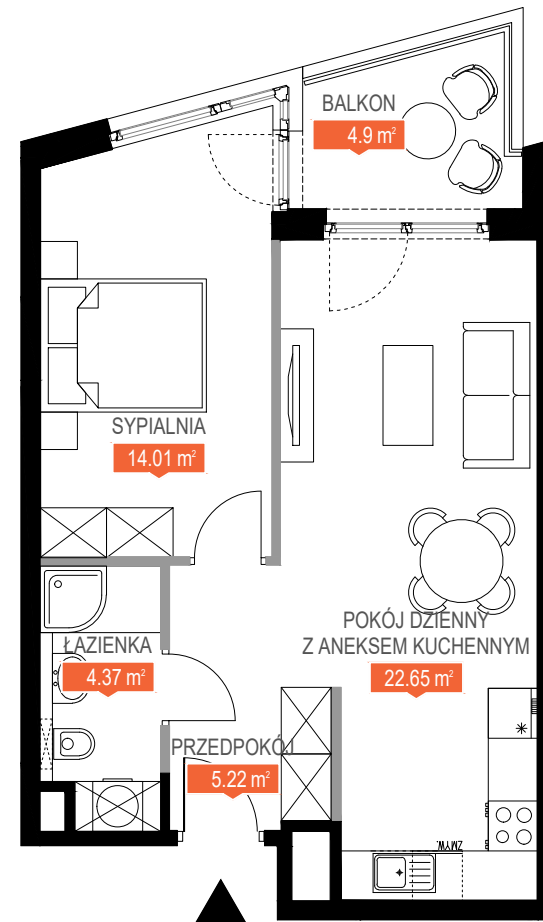 BALKON
4.9 m²
SYPIALNIA
14.01 m²
POKÓJ DZIENNY
Z ANEKSEM KUCHENNYM
22.65 m²
ŁAZIENKA
4.37 m²
PRZEDPOKÓJ
5.22 m²
ZMYW.